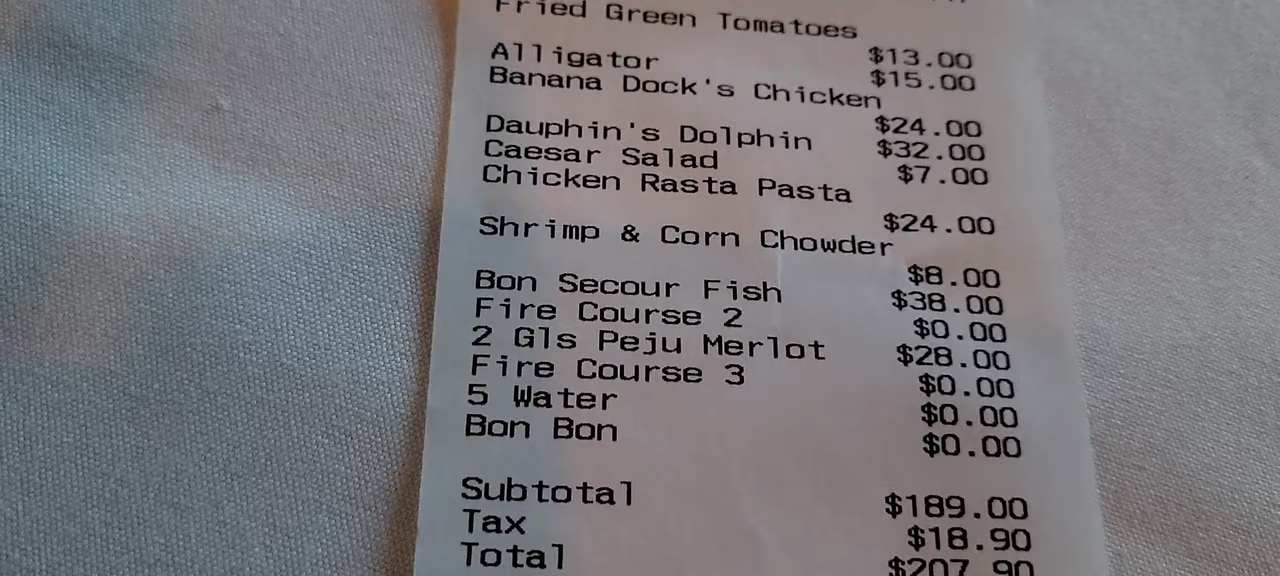 Fried Green Tomatoes
$13.00
Alligator $15.00
Banana Dock's Chicken
$24.00
Dauphin's Dolphin $32.00
Caesar Salad $7.00
Chicken Rasta Pasta
$24.00
Shrimp & Corn Chowder
$8.00
Bon Secour Fish $38.00
Fire Course 2 $0.00
2 Gls Peju Merlot $28.00
Fire Course 3 $0.00
5 Water $0.00
Bon Bon $0.00
Subtotal $189.00
Tax $18.90
Total $207.90